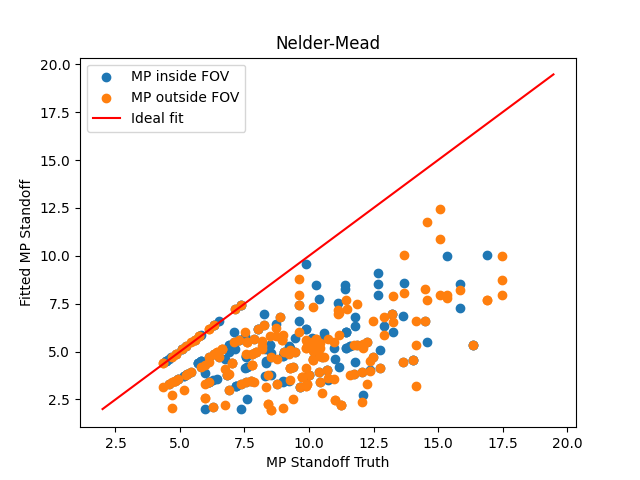 Nelder-Mead
20.0
17.5
15.0
12.5
10.0
7.5
5.0
2.5
Fitted MP Standoff
MP inside FOV
MP outside FOV
Ideal fit
2.5 5.0 7.5 10.0 12.5 15.0 17.5 20.0
MP Standoff Truth